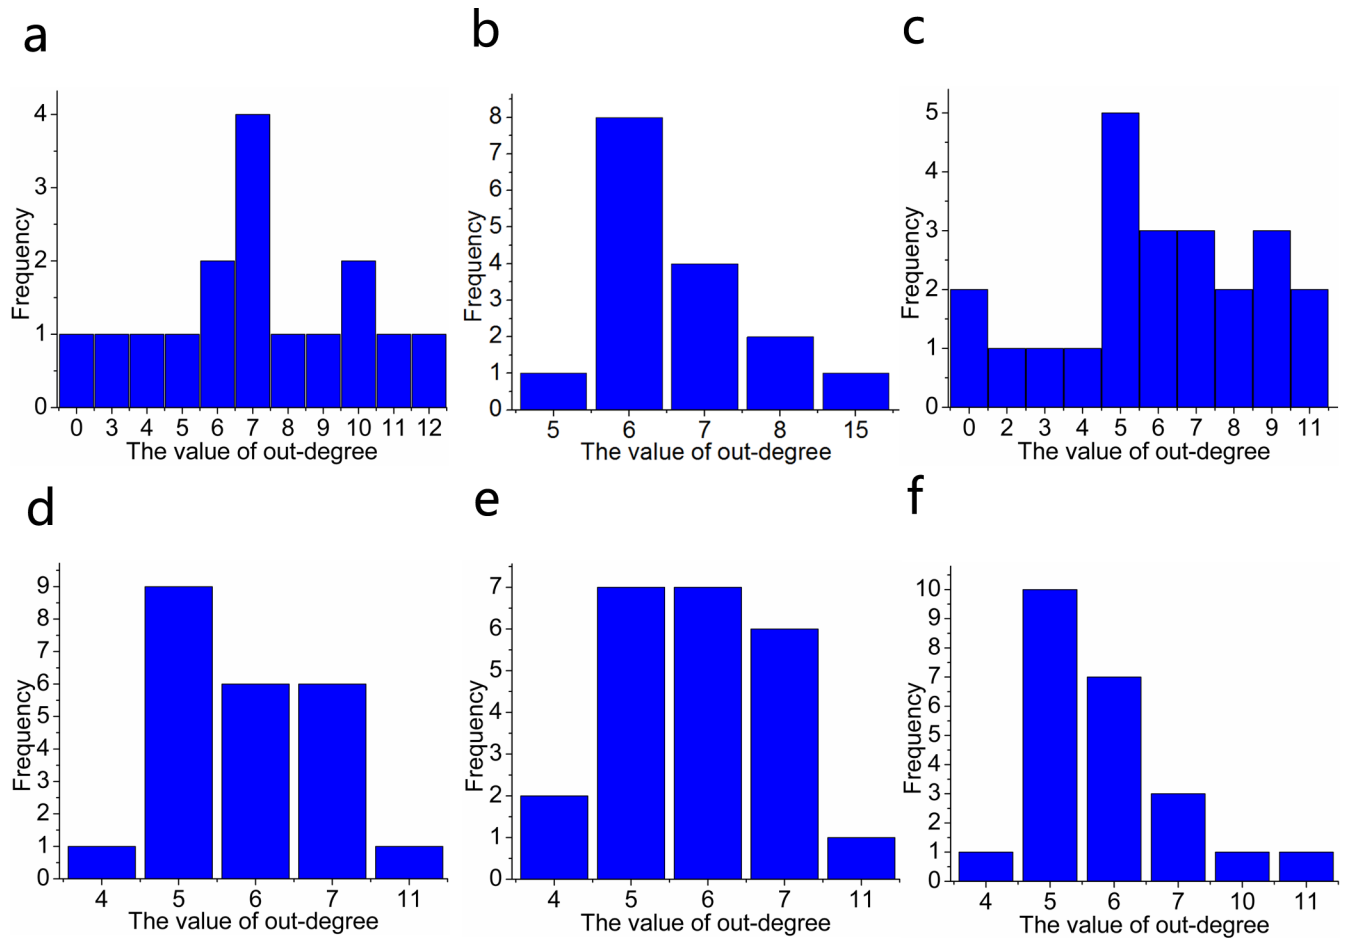 a
4
3
2
1
0
Frequency
0 3 4 5 6 7 8 9 10 11 12
The value of out-degree
b
8
7
6
5
4
3
2
1
0
Frequency
5 6 7 8 15
The value of out-degree
c
5
4
3
2
1
0
Frequency
0 2 3 4 5 6 7 8 9 11
The value of out-degree
d
9
8
7
6
5
4
3
2
1
0
Frequency
4 5 6 7 11
The value of out-degree
e
7
6
5
4
3
2
1
0
Frequency
4 5 6 7 11
The value of out-degree
f
10
9
8
7
6
5
4
3
2
1
0
Frequency
4 5 6 7 10 11
The value of out-degree